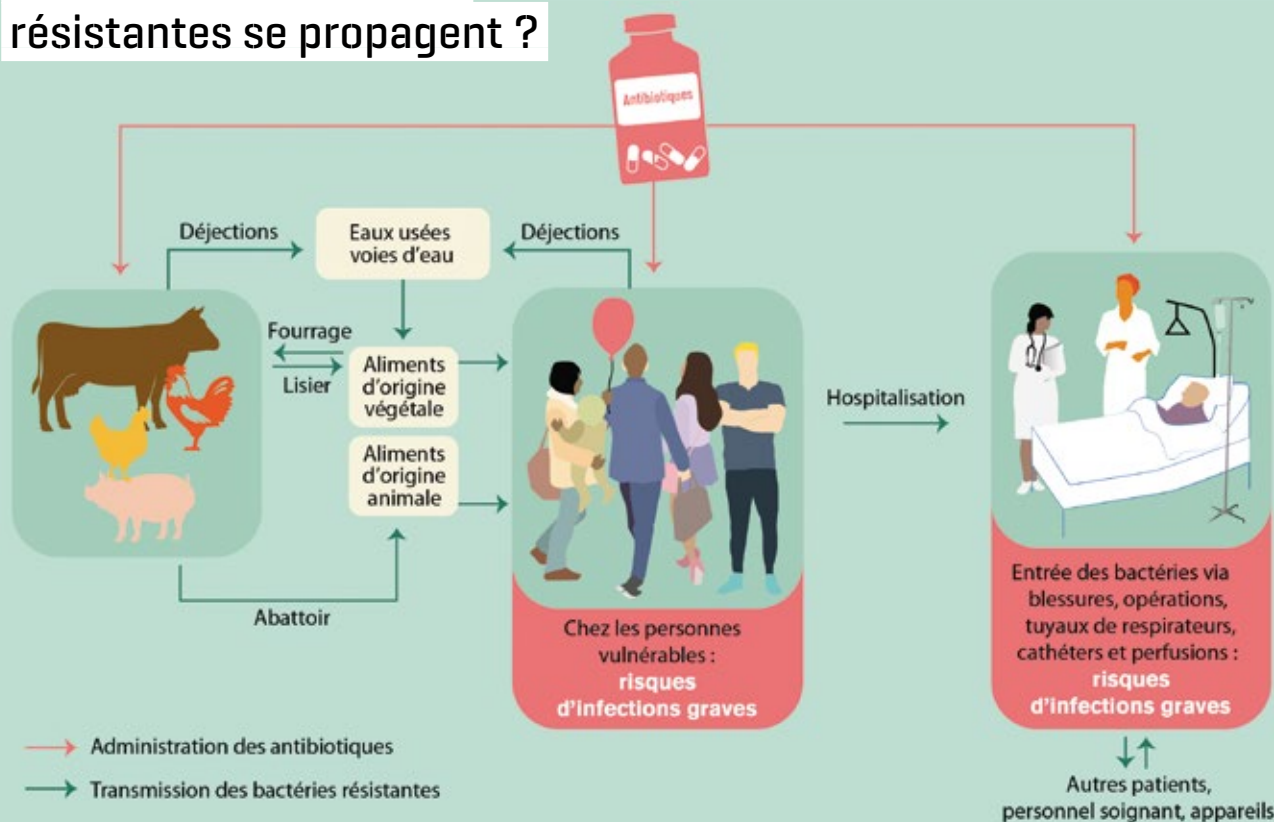 résistantes se propagent ?
Antibiotiques
Déjections
Eaux usées
voies d'eau
Déjections
Fourrage
Lisier
Aliments
d'origine
végétale
Aliments
d'origine
animale
Abattoir
Hospitalisation
Chez les personnes
vulnérables :
risques
d'infections graves
Entrée des bactéries via
blessures, opérations,
tuyaux de respirateurs,
cathéters et perfusions :
risques
d'infections graves
Administration des antibiotiques
Transmission des bactéries résistantes
Autres patients,
personnel soignant, appareils